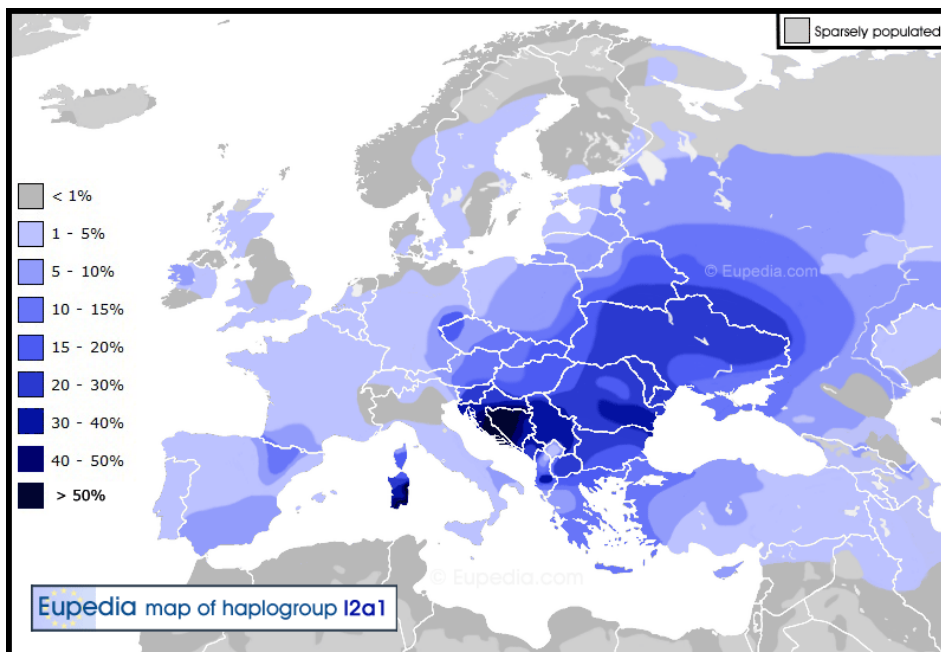 Sparsely populated
< 1%
1 - 5%
5 - 10%
10 - 15%
15 - 20%
20 - 30%
30 - 40%
40 - 50%
> 50%
© Eupedia.com
© Eupedia.com
Eupedia map of haplogroup I2a1